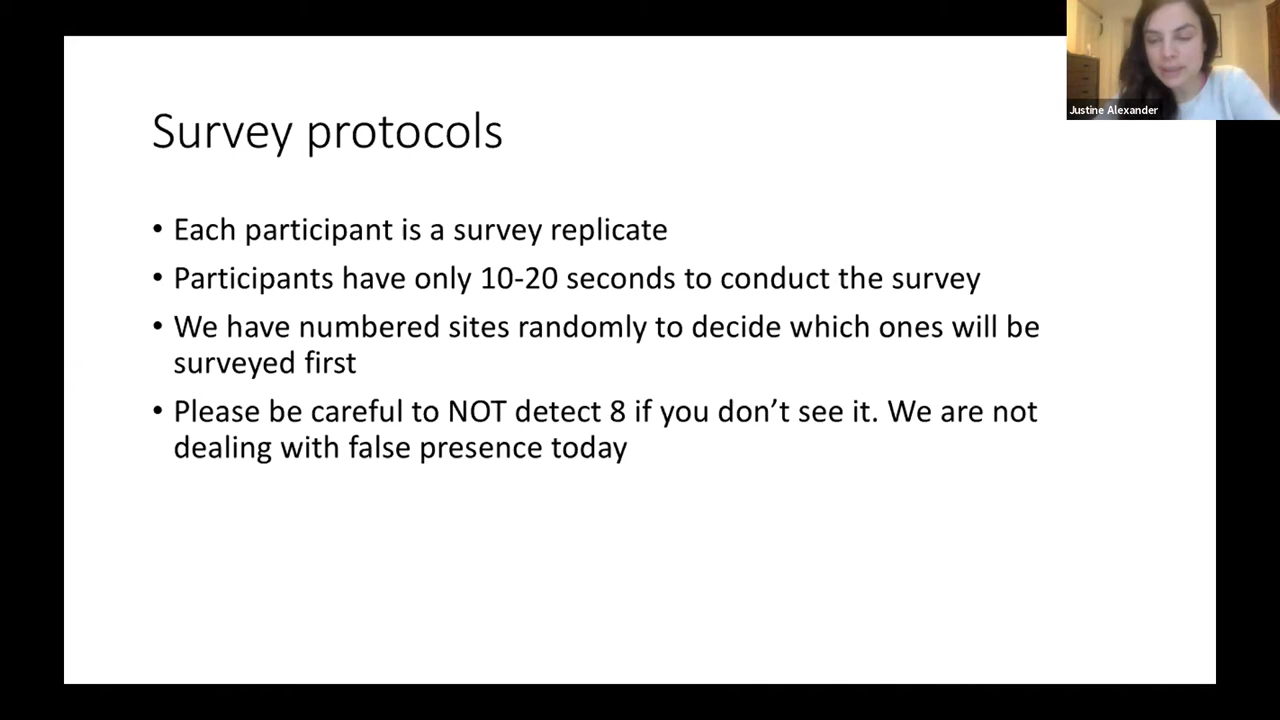 Justine Alexander
Survey protocols
• Each participant is a survey replicate
• Participants have only 10-20 seconds to conduct the survey
• We have numbered sites randomly to decide which ones will be
surveyed first
• Please be careful to NOT detect 8 if you don’t see it. We are not
dealing with false presence today